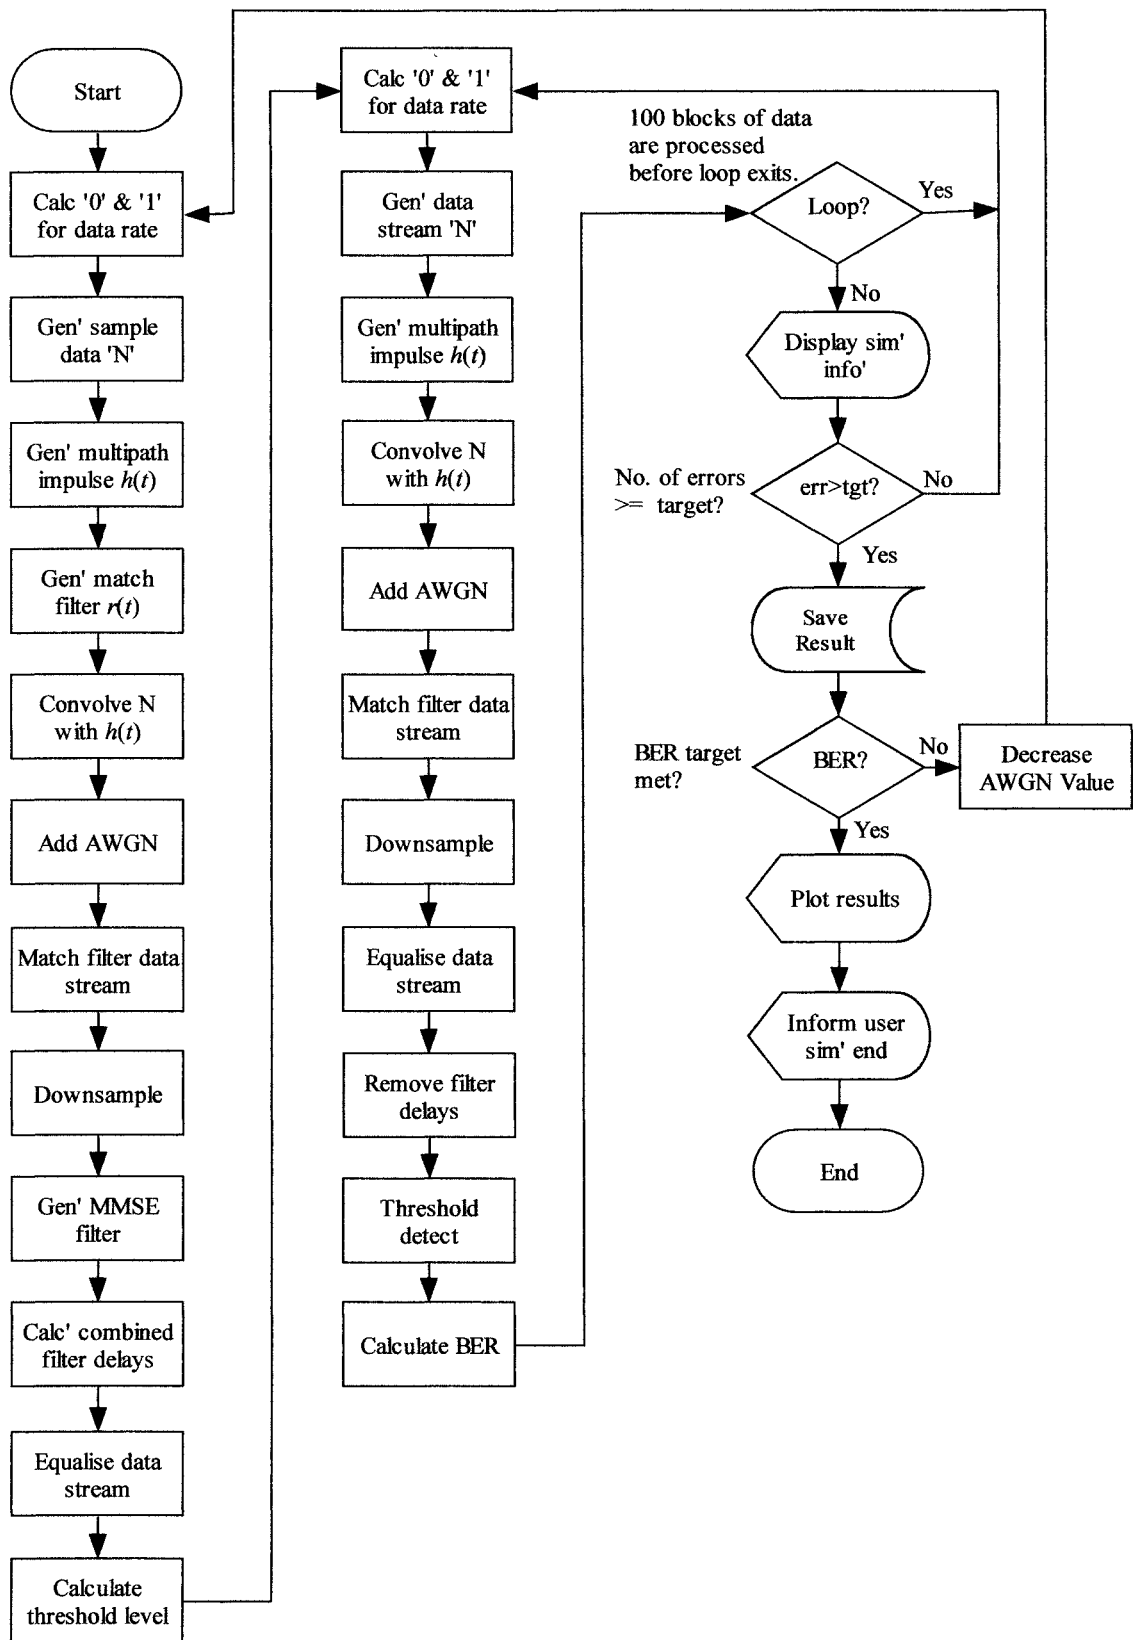 Start
Calc '0' & '1'
for data rate
Gen' sample
data 'N'
Gen' multipath
impulse h(t)
Gen' match
filter r(t)
Convolve N
with h(t)
Add AWGN
Match filter data
stream
Downsample
Gen' MMSE
filter
Calc' combined
filter delays
Equalise data
stream
Calculate
threshold level
Calc '0' & '1'
for data rate
Gen' data
stream 'N'
Gen' multipath
impulse h(t)
Convolve N
with h(t)
Add AWGN
Match filter data
stream
Downsample
Equalise data
stream
Remove filter
delays
Threshold
detect
Calculate BER
100 blocks of data
are processed
before loop exits.
Loop?
Yes
No
Display sim'
info'
No. of errors
>= target?
err>tgt?
No
Yes
Save
Result
BER target
met?
BER?
No
Decrease
AWGN Value
Yes
Plot results
Inform user
sim' end
End